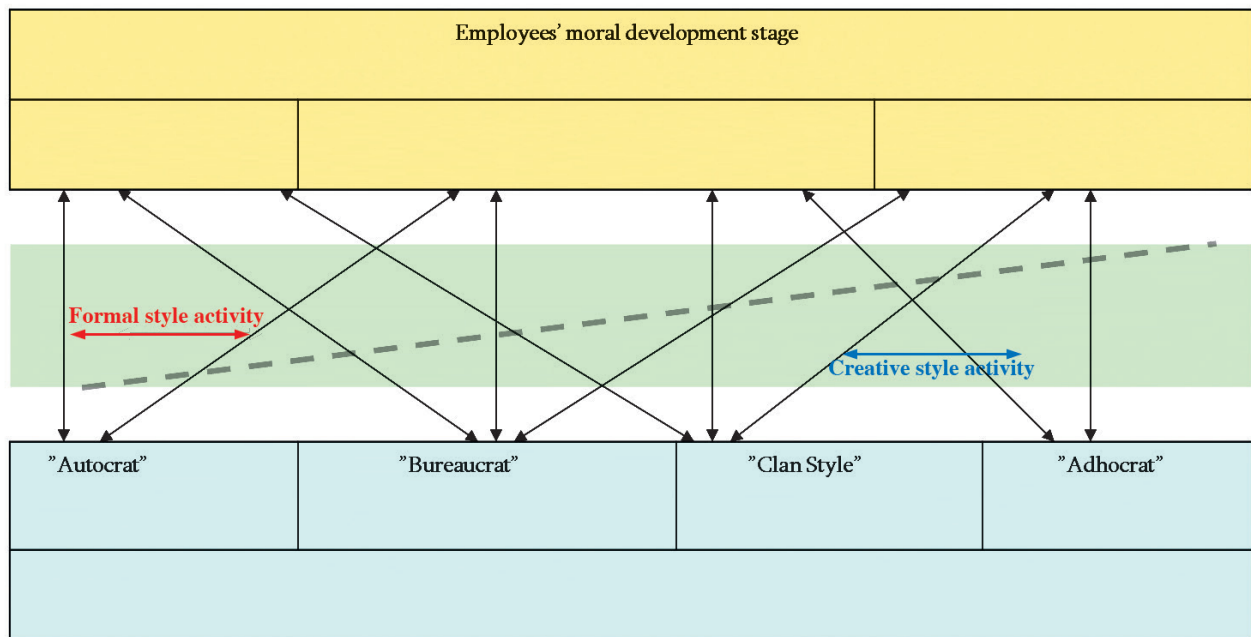 Employees’ moral development stage
Formal style activity
Creative style activity
”Autocrat”
”Bureaucrat”
”Clan Style”
”Adhocrat”